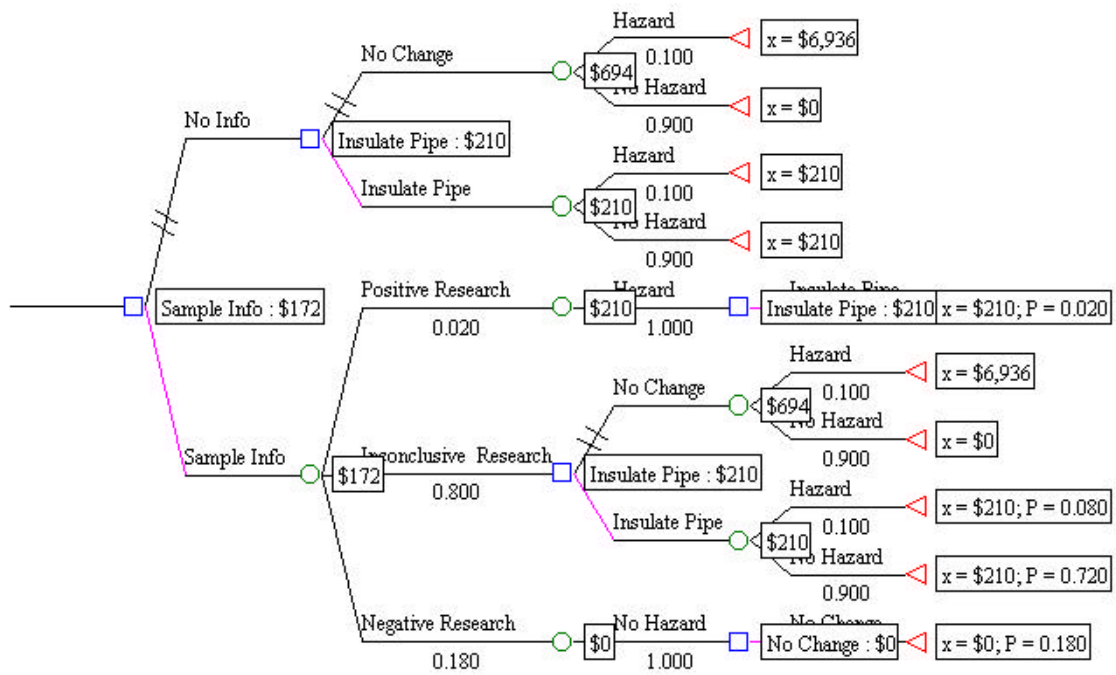 Hazard
x = $6,936
No Change
0.100
$694
No Hazard
x = $0
No Info
0.900
Insulate Pipe : $210
Hazard
x = $210
Insulate Pipe
0.100
$210
No Hazard
x = $210
0.900
Sample Info : $172
Positive Research
0.020
$210
Hazard
1.000
Insulate Pipe
Insulate Pipe : $210
x = $210; P = 0.020
Hazard
x = $6,936
No Change
0.100
$694
No Hazard
x = $0
0.900
Sample Info
$172
Insonclusive Research
0.800
Insulate Pipe : $210
Hazard
x = $210; P = 0.080
Insulate Pipe
0.100
$210
No Hazard
x = $210; P = 0.720
0.900
Negative Research
0.180
$0
No Hazard
1.000
No Change
No Change : $0
x = $0; P = 0.180